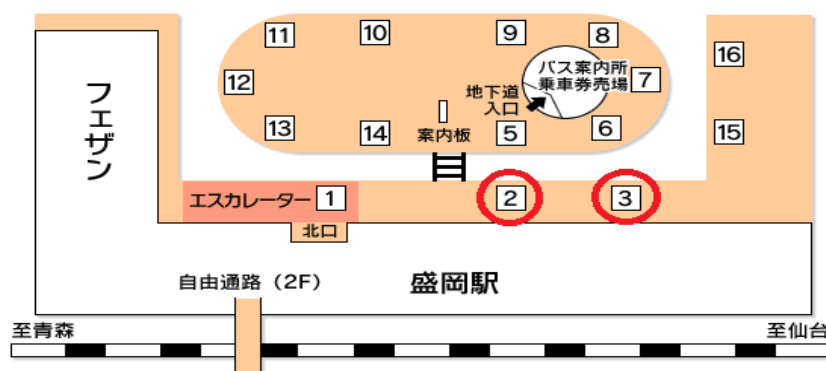 11
10
9
8
16
12
バス案内所
乗車券売場
7
フェザン
地下道
入口
13
14
案内板
5
6
15
エスカレーター
1
2
3
北口
自由通路（2F）
盛岡駅
至青森
至仙台